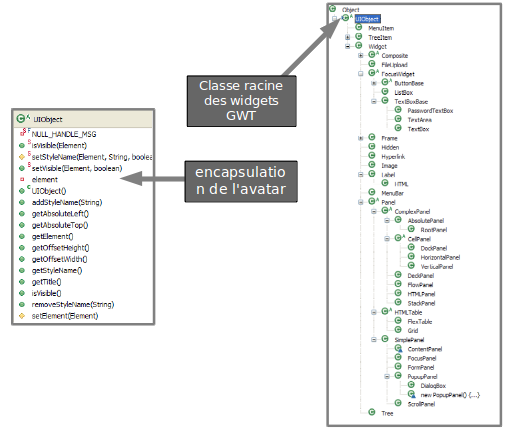 UIObject
NULL_HANDLE_MSG
isVisible(Element)
setStyleName(Element, String, boolea
setVisible(Element, boolean)
element
UIObject()
addStyleName(String)
getAbsoluteLeft()
getAbsoluteTop()
getElement()
getOffsetHeight()
getOffsetWidth()
getStyleName()
getTitle()
isVisible()
removeStyleName(String)
setElement(Element)
Classe racine
des widgets
GWT
encapsulatio
n de l'avatar
Object
UIObject
MenuItem
TreeItem
Widget
Composite
FileUpload
FocusWidget
ButtonBase
ListBox
TextBoxBase
PasswordTextBox
TextArea
TextBox
Frame
Hidden
Hyperlink
Image
Label
HTML
MenuBar
Panel
ComplexPanel
AbsolutePanel
RootPanel
CellPanel
DockPanel
HorizontalPanel
VerticalPanel
DeckPanel
FlowPanel
HTMLPanel
StackPanel
HTMLTable
FlexTable
Grid
SimplePanel
ContentPanel
FocusPanel
FormPanel
PopupPanel
DialogBox
new PopupPanel() {...}
ScrollPanel
Tree